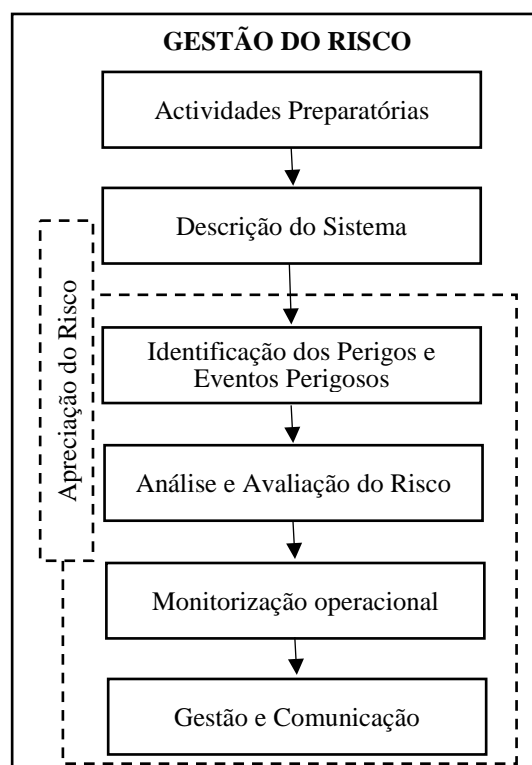 GESTÃO DO RISCO
Actividades Preparatórias
Descrição do Sistema
Apreciação do Risco
Identificação dos Perigos e
Eventos Perigosos
Análise e Avaliação do Risco
Monitorização operacional
Gestão e Comunicação